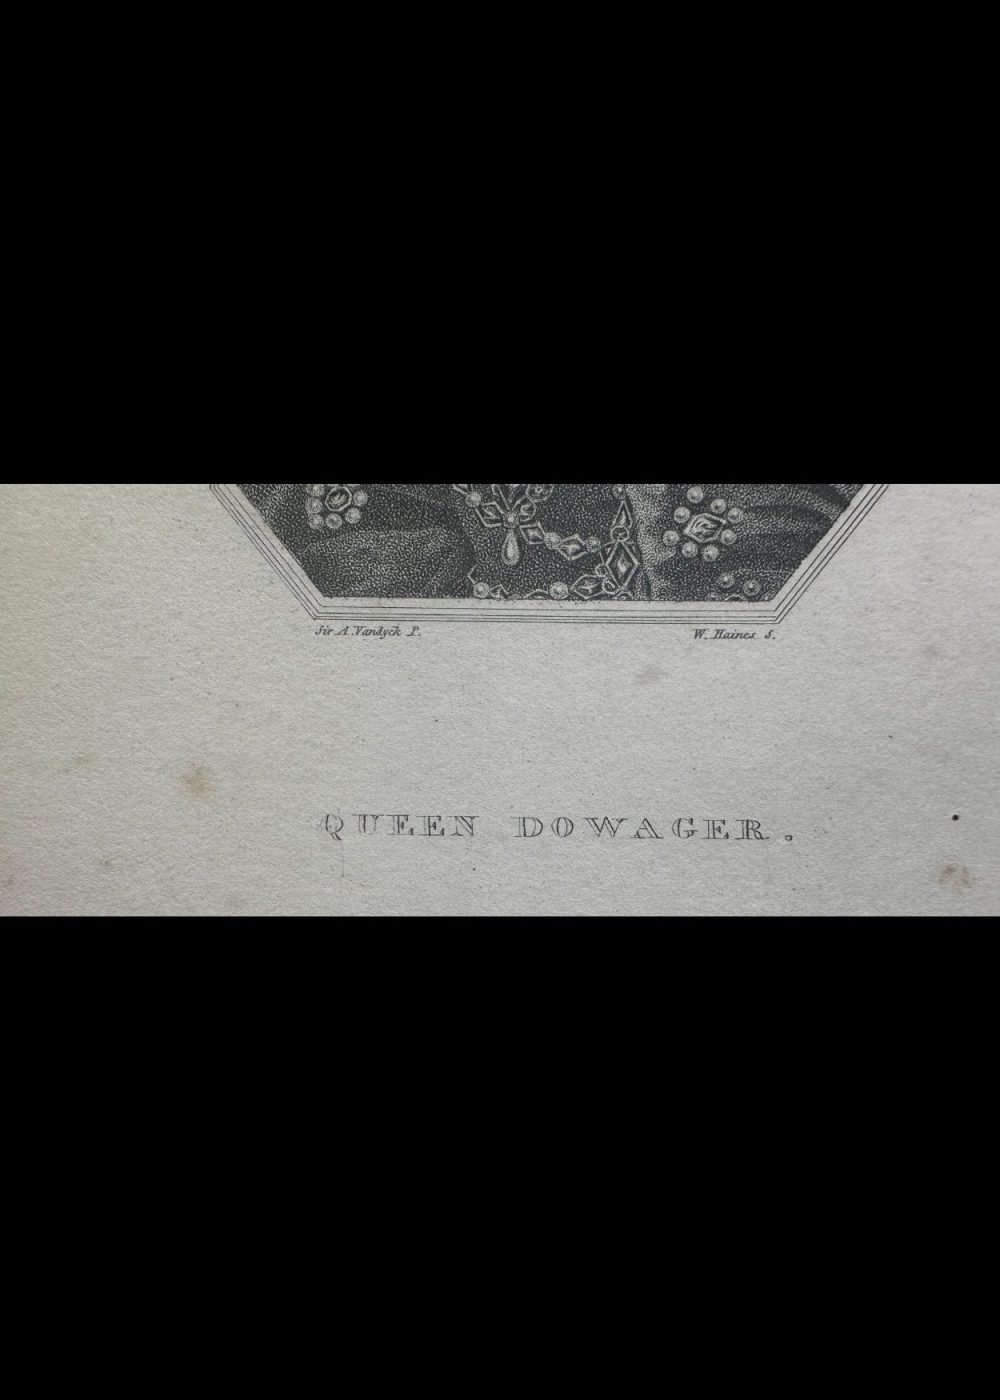 Sir A. Vandyck P.
W. Haines S.
QUEEN DOWAGER.